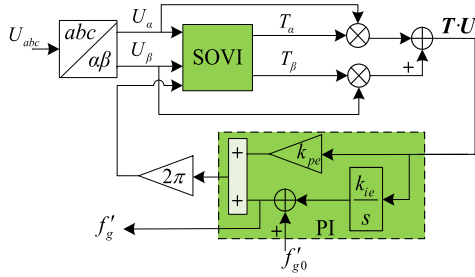 U_abc
abc
αβ
U_α
U_β
SOVI
T_α
T_β
T·U
+
2π
+
+
k_pe
k_ie
s
+
PI
f'_g
f'_g0